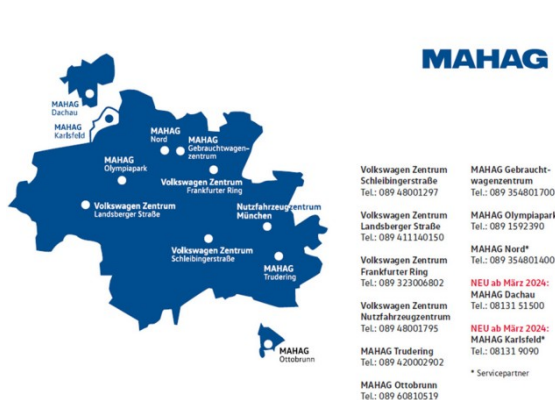 MAHAG
MAHAG
Dachau
MAHAG
Karlsfeld
MAHAG
Nord
MAHAG
Gebrauchtwagen-
zentrum
MAHAG
Olympiapark
Volkswagen Zentrum
Frankfurter Ring
Volkswagen Zentrum
Landsberger Straße
Nutzfahrzeugzentrum
München
Volkswagen Zentrum
Schleibingerstraße
MAHAG
Trudering
MAHAG
Ottobrunn
Volkswagen Zentrum
Schleibingerstraße
Tel.: 089 48001297
Volkswagen Zentrum
Landsberger Straße
Tel.: 089 411140150
Volkswagen Zentrum
Frankfurter Ring
Tel.: 089 323006802
Volkswagen Zentrum
Nutzfahrzeugzentrum
Tel.: 089 48001795
MAHAG Trudering
Tel.: 089 420002902
MAHAG Ottobrunn
Tel.: 089 60810519
MAHAG Gebraucht-
wagenzentrum
Tel.: 089 354801700
MAHAG Olympiapark
Tel.: 089 1592390
MAHAG Nord*
Tel.: 089 354801400
NEU ab März 2024:
MAHAG Dachau
Tel.: 08131 51500
NEU ab März 2024:
MAHAG Karlsfeld*
Tel.: 08131 9090
* Servicepartner